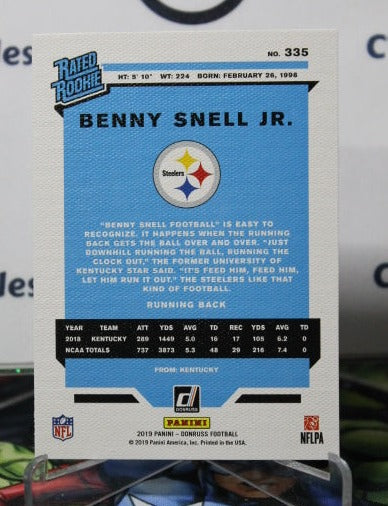 NO. 335
RATED
ROOKIE
HT: 5' 10" WT: 224 BORN: FEBRUARY 26, 1998
BENNY SNELL JR.
Steelers
"BENNY SNELL FOOTBALL" IS EASY TO
RECOGNIZE. IT HAPPENS WHEN THE RUNNING
BACK GETS THE BALL OVER AND OVER. "JUST
DOWNHILL RUNNING THE BALL, RUNNING THE
CLOCK OUT," THE FORMER UNIVERSITY OF
KENTUCKY STAR SAID. "IT'S FEED HIM, FEED HIM,
LET HIM RUN IT OUT." THE STEELERS LIKE THAT
KIND OF FOOTBALL.
RUNNING BACK
YEAR TEAM ATT YDS AVG TD REC YDS AVG TD
2018 KENTUCKY 289 1449 5.0 16 17 105 6.2 0
NCAA TOTALS 737 3873 5.3 48 29 216 7.4 0
FROM: KENTUCKY
DONRUSS
NFL
PANINI
NFLPA
2019 PANINI – DONRUSS FOOTBALL
© 2019 Panini America, Inc. Printed in the USA.